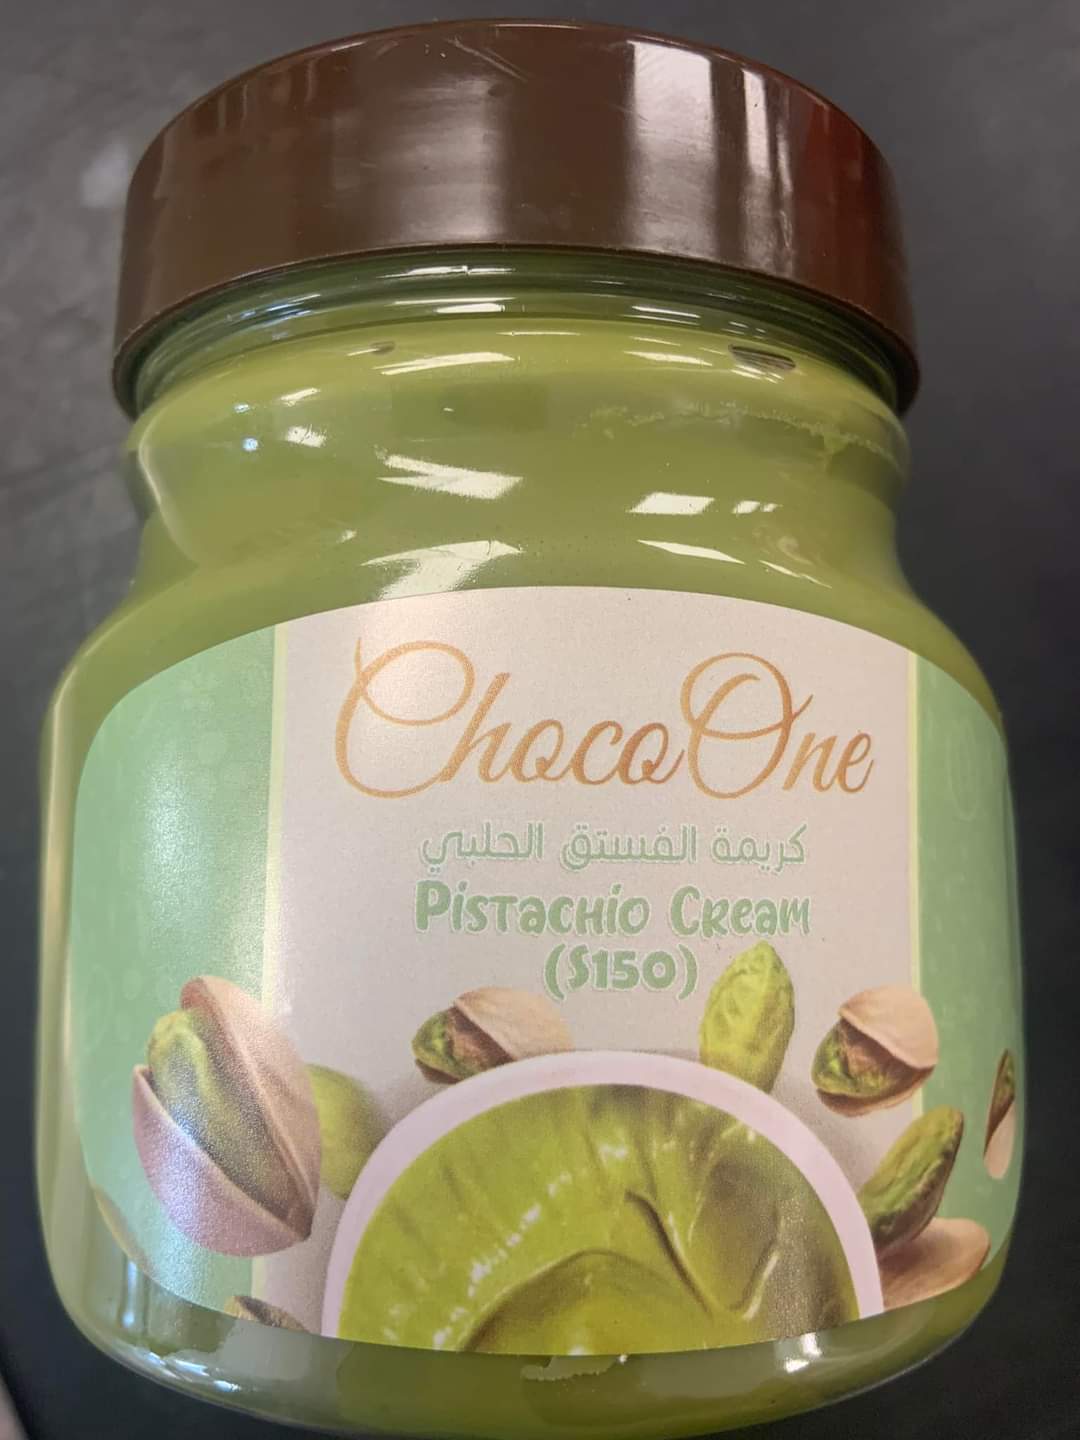 ChocoOne
كريمة الفستق الحلبي
Pistachio Cream
(S150)